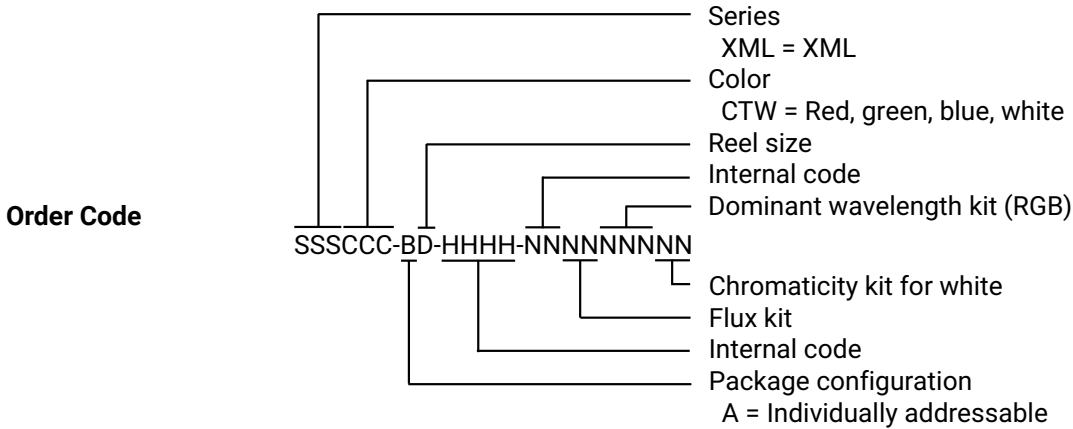 Series
XML = XML
Color
CTW = Red, green, blue, white
Reel size
Internal code
Dominant wavelength kit (RGB)
Order Code
SSSCCC-BD-HHHH-NNNNNNNNN
Chromaticity kit for white
Flux kit
Internal code
Package configuration
A = Individually addressable